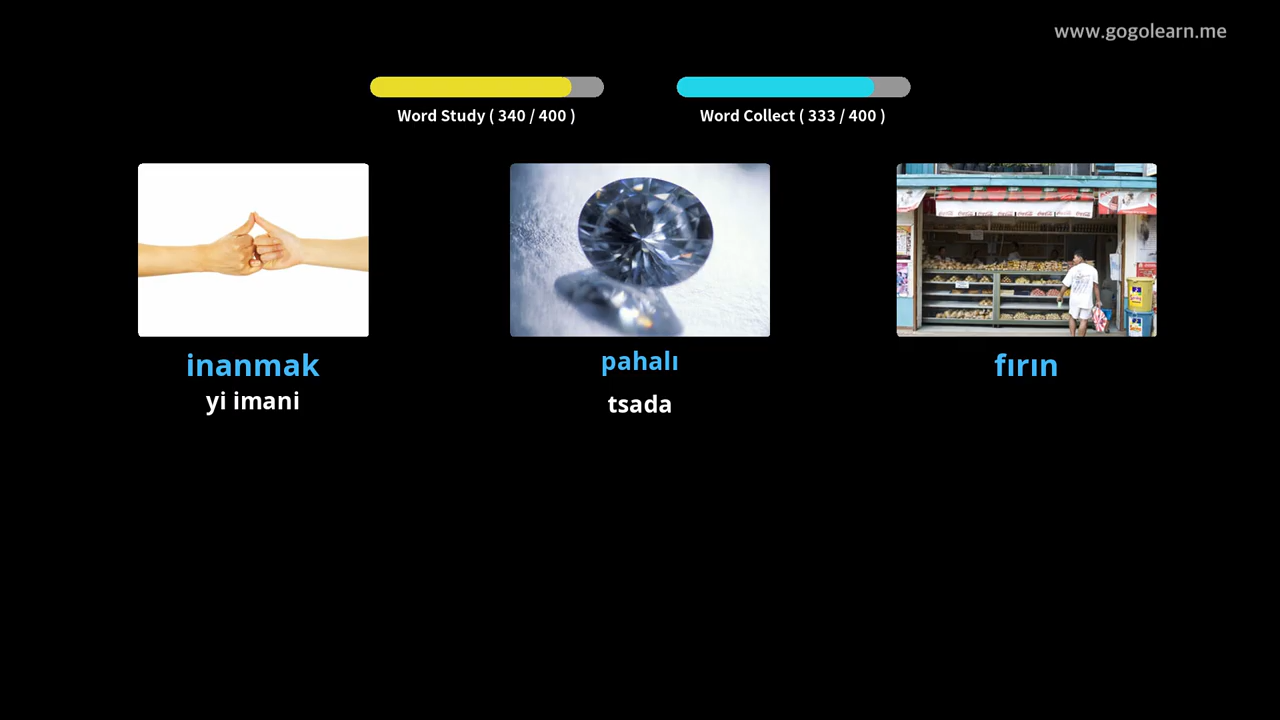 www.gogolearn.me
Word Study ( 340 / 400 )
Word Collect ( 333 / 400 )
inanmak
pahalı
fırın
yi imani
tsada